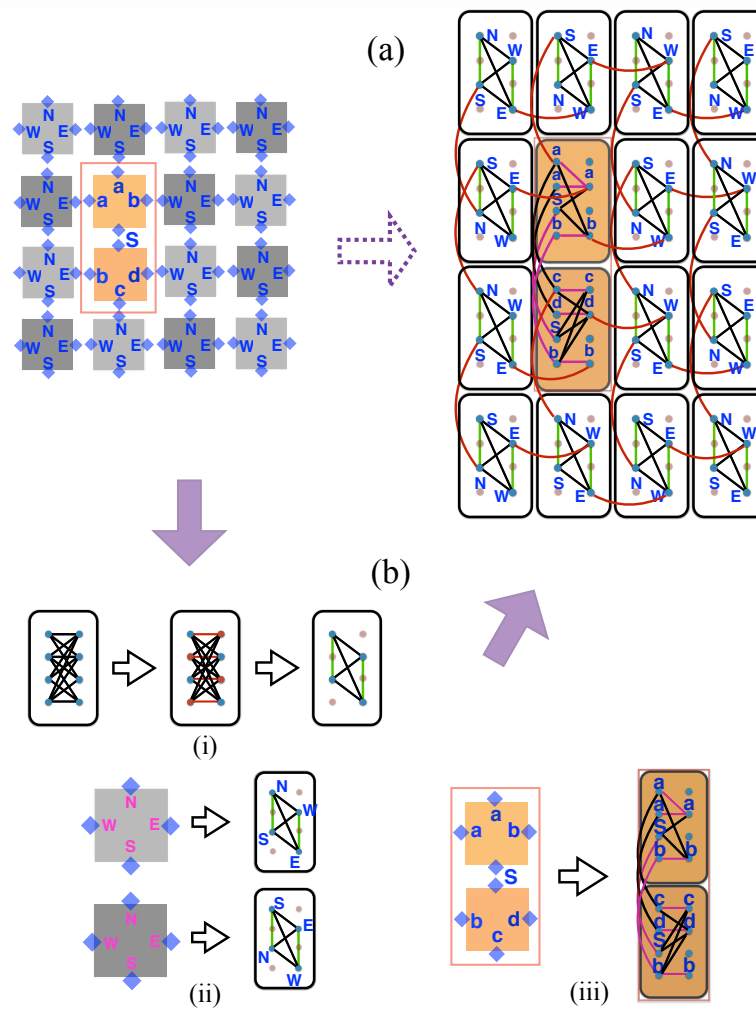 (a)
N N N N
W E W E W E W E
S S S S
N a N N
W E a b W E W E
S S S S
N N N
W E b d W E W E
S c S S
N N N N
W E W E W E W E
S S S S
N S N S
W E W E
S N S N
E W E W
S a S N
E a a E W
N S N S
W b b W E
N c c N S
W d d W E
S S S N
E b b E W
S N S N
E W E W
N S N S
W E W E
(b)
(i)
N
W E
S
N
W
S
E
N
W E
S
S
E
N
W
(ii)
a
a b
S
b d
c
a
a a
S
b b
c c
d d
S
b b
(iii)